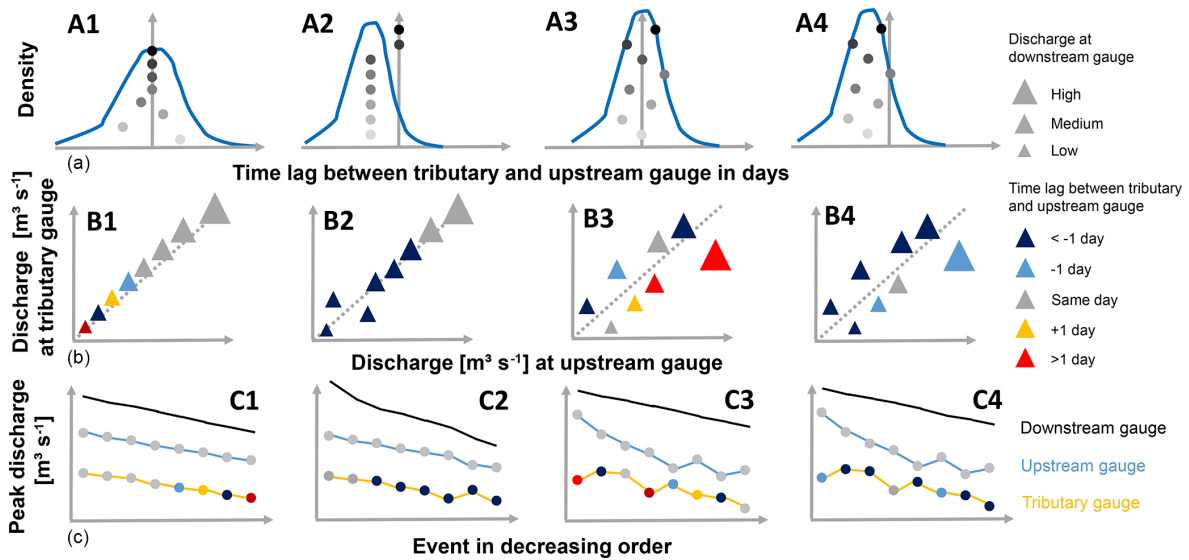 A1
A2
A3
A4
Density
(a)
Time lag between tributary and upstream gauge in days
Discharge at
downstream gauge
High
Medium
Low
B1
B2
B3
B4
Discharge [m³ s⁻¹]
at tributary gauge
(b)
Discharge [m³ s⁻¹] at upstream gauge
Time lag between tributary
and upstream gauge
< -1 day
-1 day
Same day
+1 day
>1 day
C1
C2
C3
C4
Peak discharge
[m³ s⁻¹]
(c)
Event in decreasing order
Downstream gauge
Upstream gauge
Tributary gauge